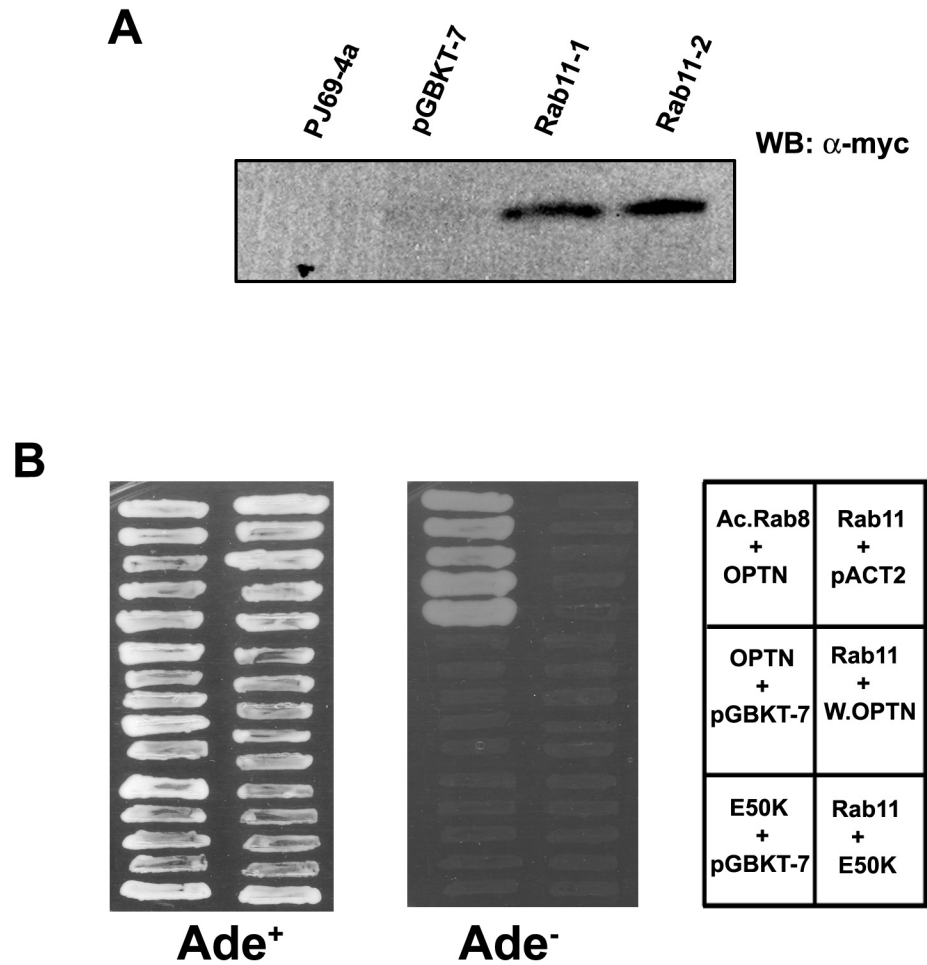 A
PJ69-4a
pGBKT-7
Rab11-1
Rab11-2
WB: α-myc
B
Ac.Rab8
+
OPTN
Rab11
+
pACT2
OPTN
+
pGBKT-7
Rab11
+
W.OPTN
E50K
+
pGBKT-7
Rab11
+
E50K
Ade⁺
Ade⁻